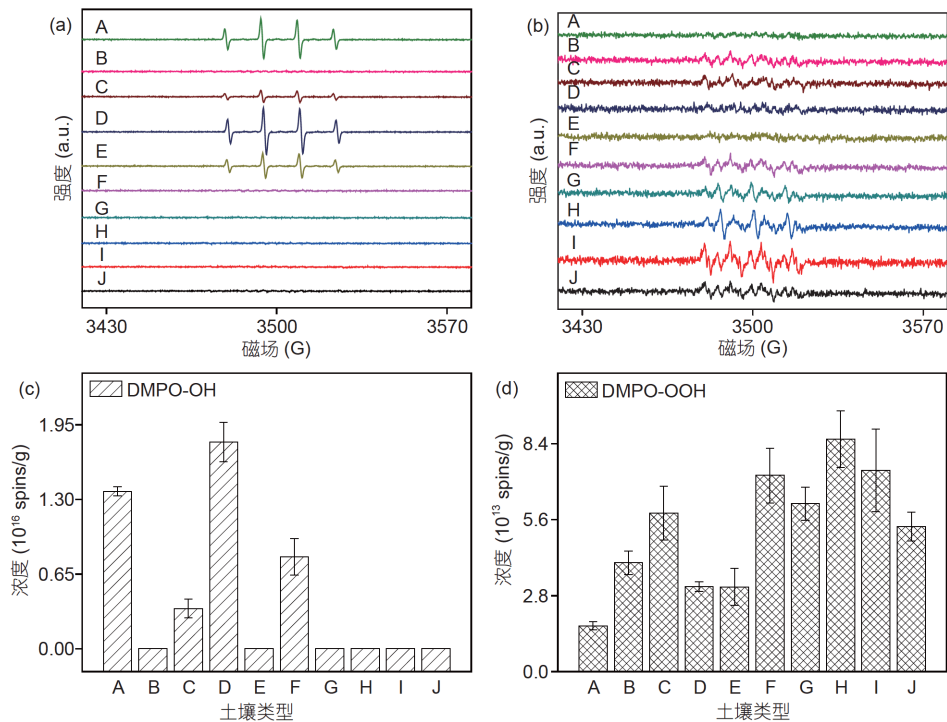 (a)
A
B
C
D
E
F
G
H
I
J
强度 (a.u.)
3430
3500
3570
磁场 (G)
(b)
A
B
C
D
E
F
G
H
I
J
强度 (a.u.)
3430
3500
3570
磁场 (G)
(c)
DMPO-OH
1.95
1.30
0.65
0.00
浓度 (10¹⁶ spins/g)
A B C D E F G H I J
土壤类型
(d)
DMPO-OOH
8.4
5.6
2.8
0.0
浓度 (10¹³ spins/g)
A B C D E F G H I J
土壤类型